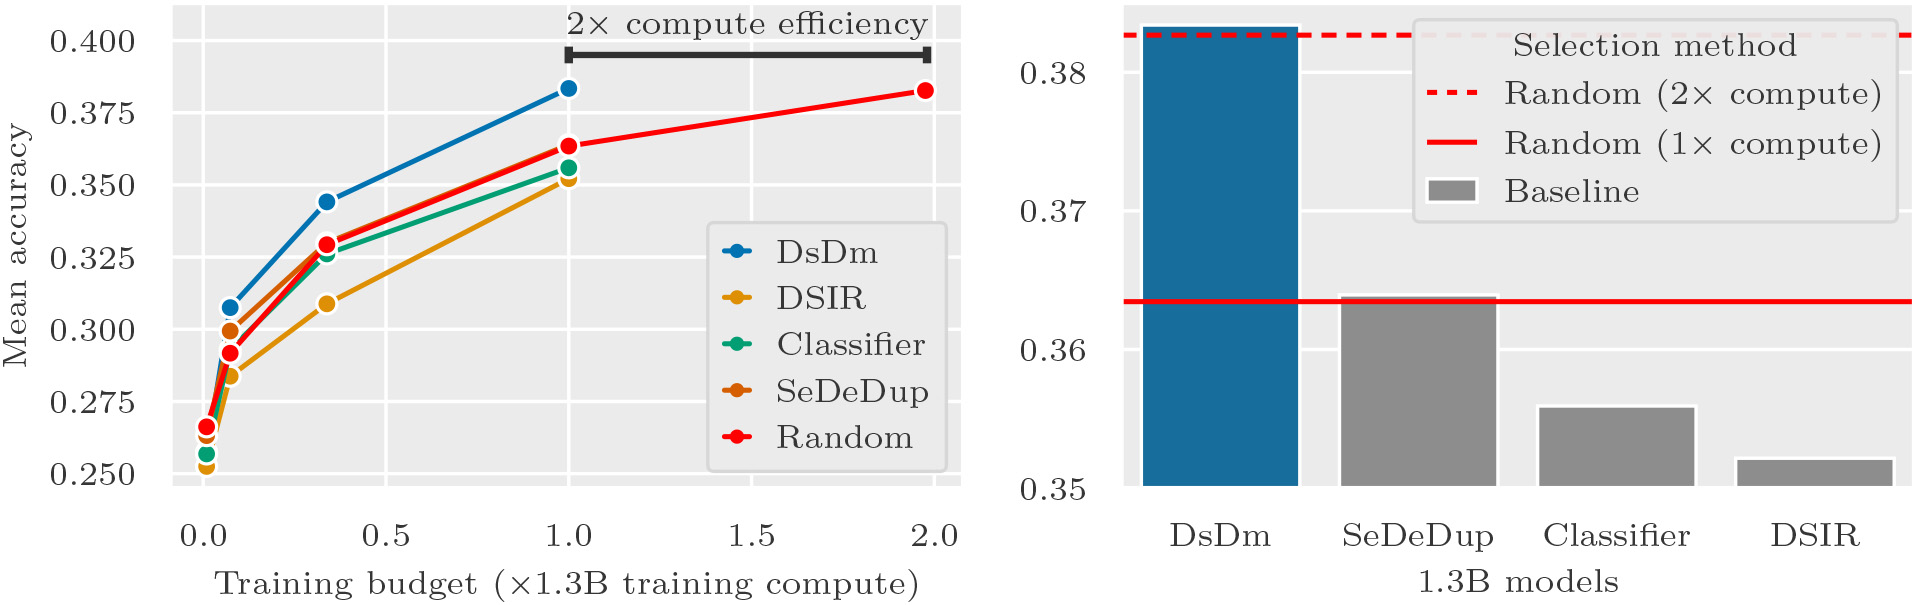 2× compute efficiency
0.400
0.375
0.350
0.325
0.300
0.275
0.250
Mean accuracy
DsDm
DSIR
Classifier
SeDeDup
Random
0.0 0.5 1.0 1.5 2.0
Training budget (×1.3B training compute)
0.38
0.37
0.36
0.35
Selection method
Random (2× compute)
Random (1× compute)
Baseline
DsDm SeDeDup Classifier DSIR
1.3B models